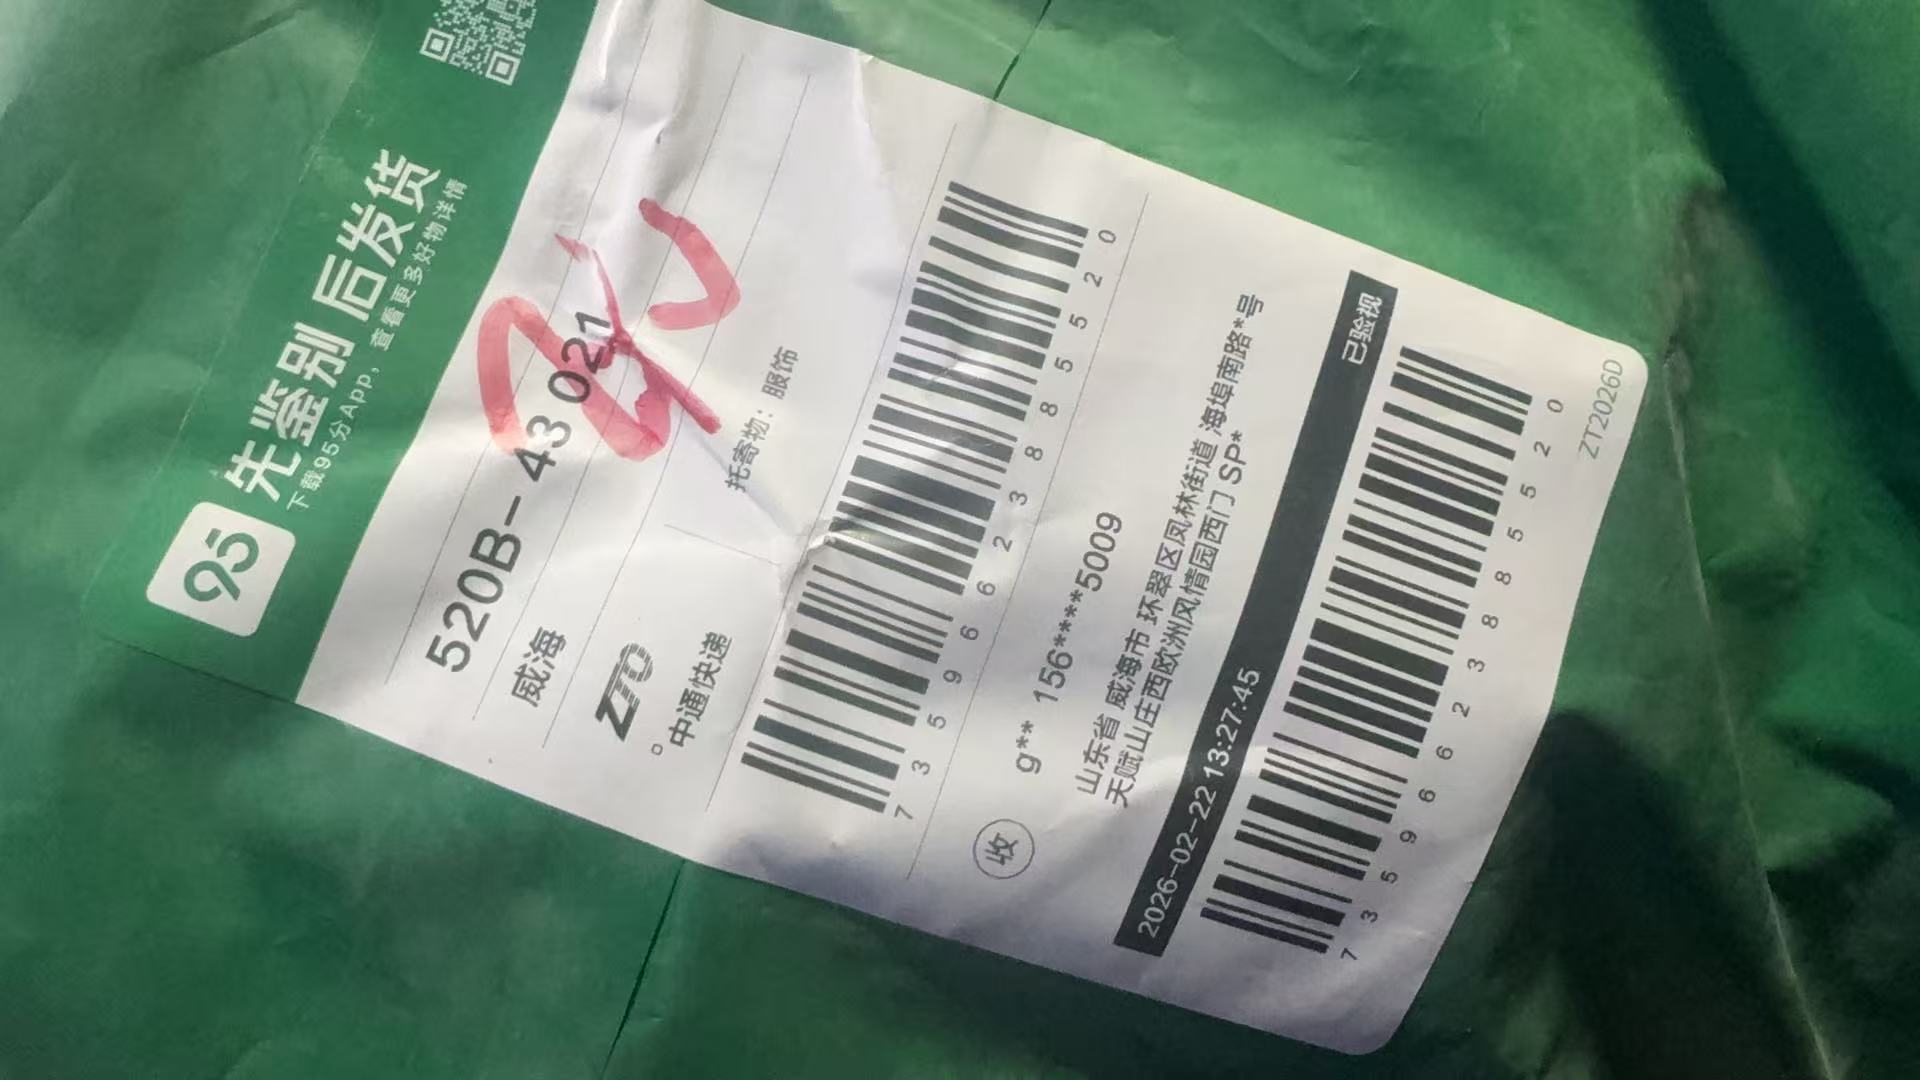 95
先鉴别 后发货
下载95分App，查看更多好物详情
520B-43 021
威海
ZTO
中通快递
托寄物：服饰
73596623885520
收
g** 156****5009
山东省 威海市 环翠区凤林街道 海埠南路*号
天赋山庄西欧洲风情园西门 SP*
2026-02-22 13:27:45
已验视
73596623885520
ZT2026D